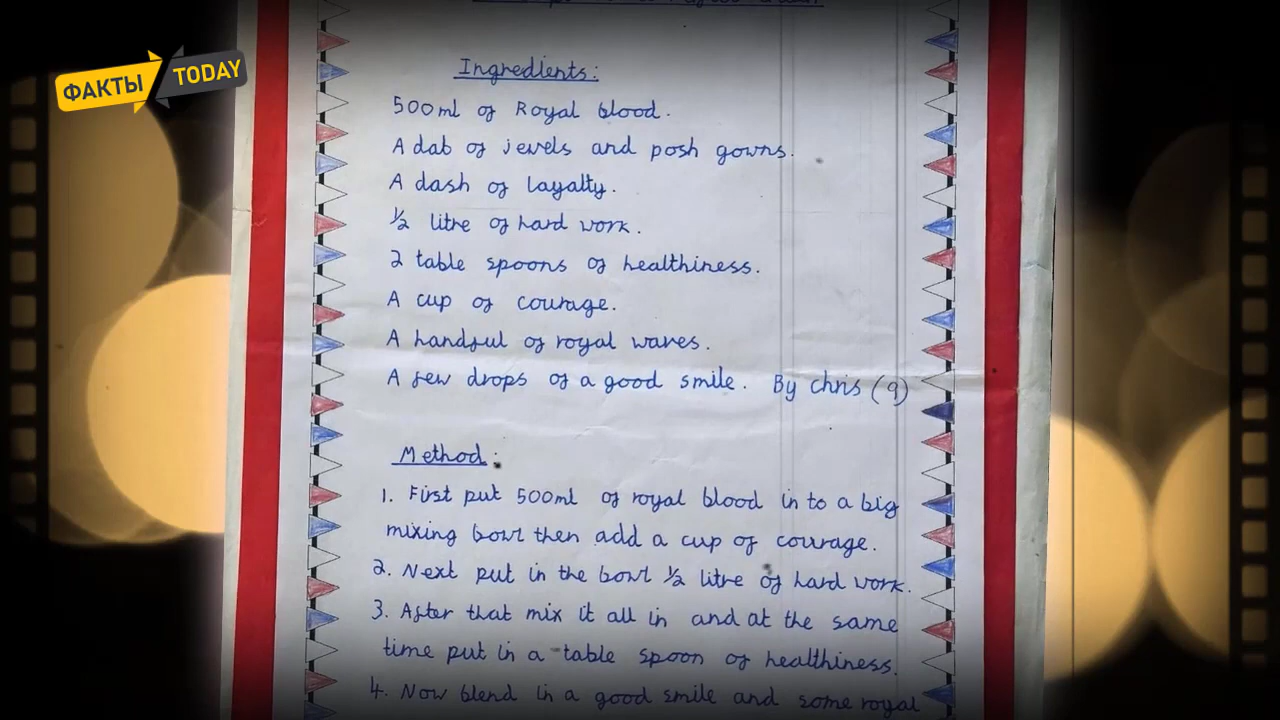 ФАКТЫ TODAY
Ingredients:
500ml of Royal blood.
A dab of jewels and posh gowns.
A dash of loyalty.
½ litre of hard work.
2 table spoons of healthiness.
A cup of courage.
A handful of royal waves.
A few drops of a good smile. By Chris (9)
Method:
1. First put 500ml of royal blood in to a big
mixing bowl then add a cup of courage.
2. Next put in the bowl ½ litre of hard work.
3. After that mix it all in and at the same
time put in a table spoon of healthiness.
4. Now blend in a good smile and some royal